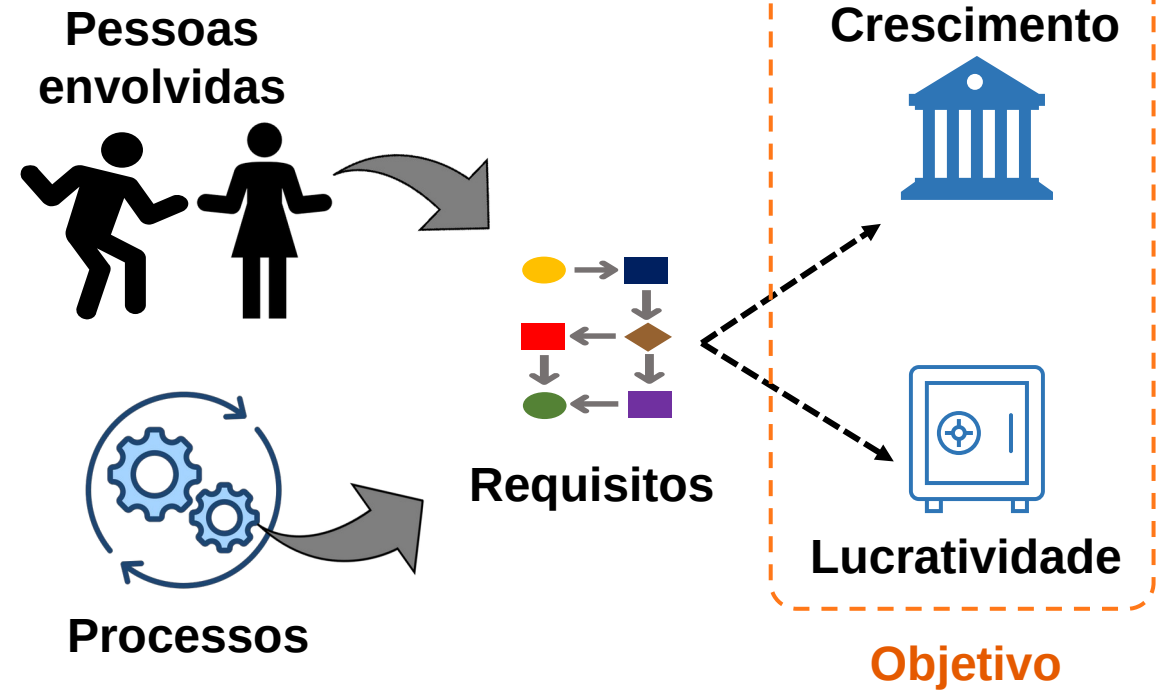 Pessoas
envolvidas
Processos
Requisitos
Crescimento
Lucratividade
Objetivo